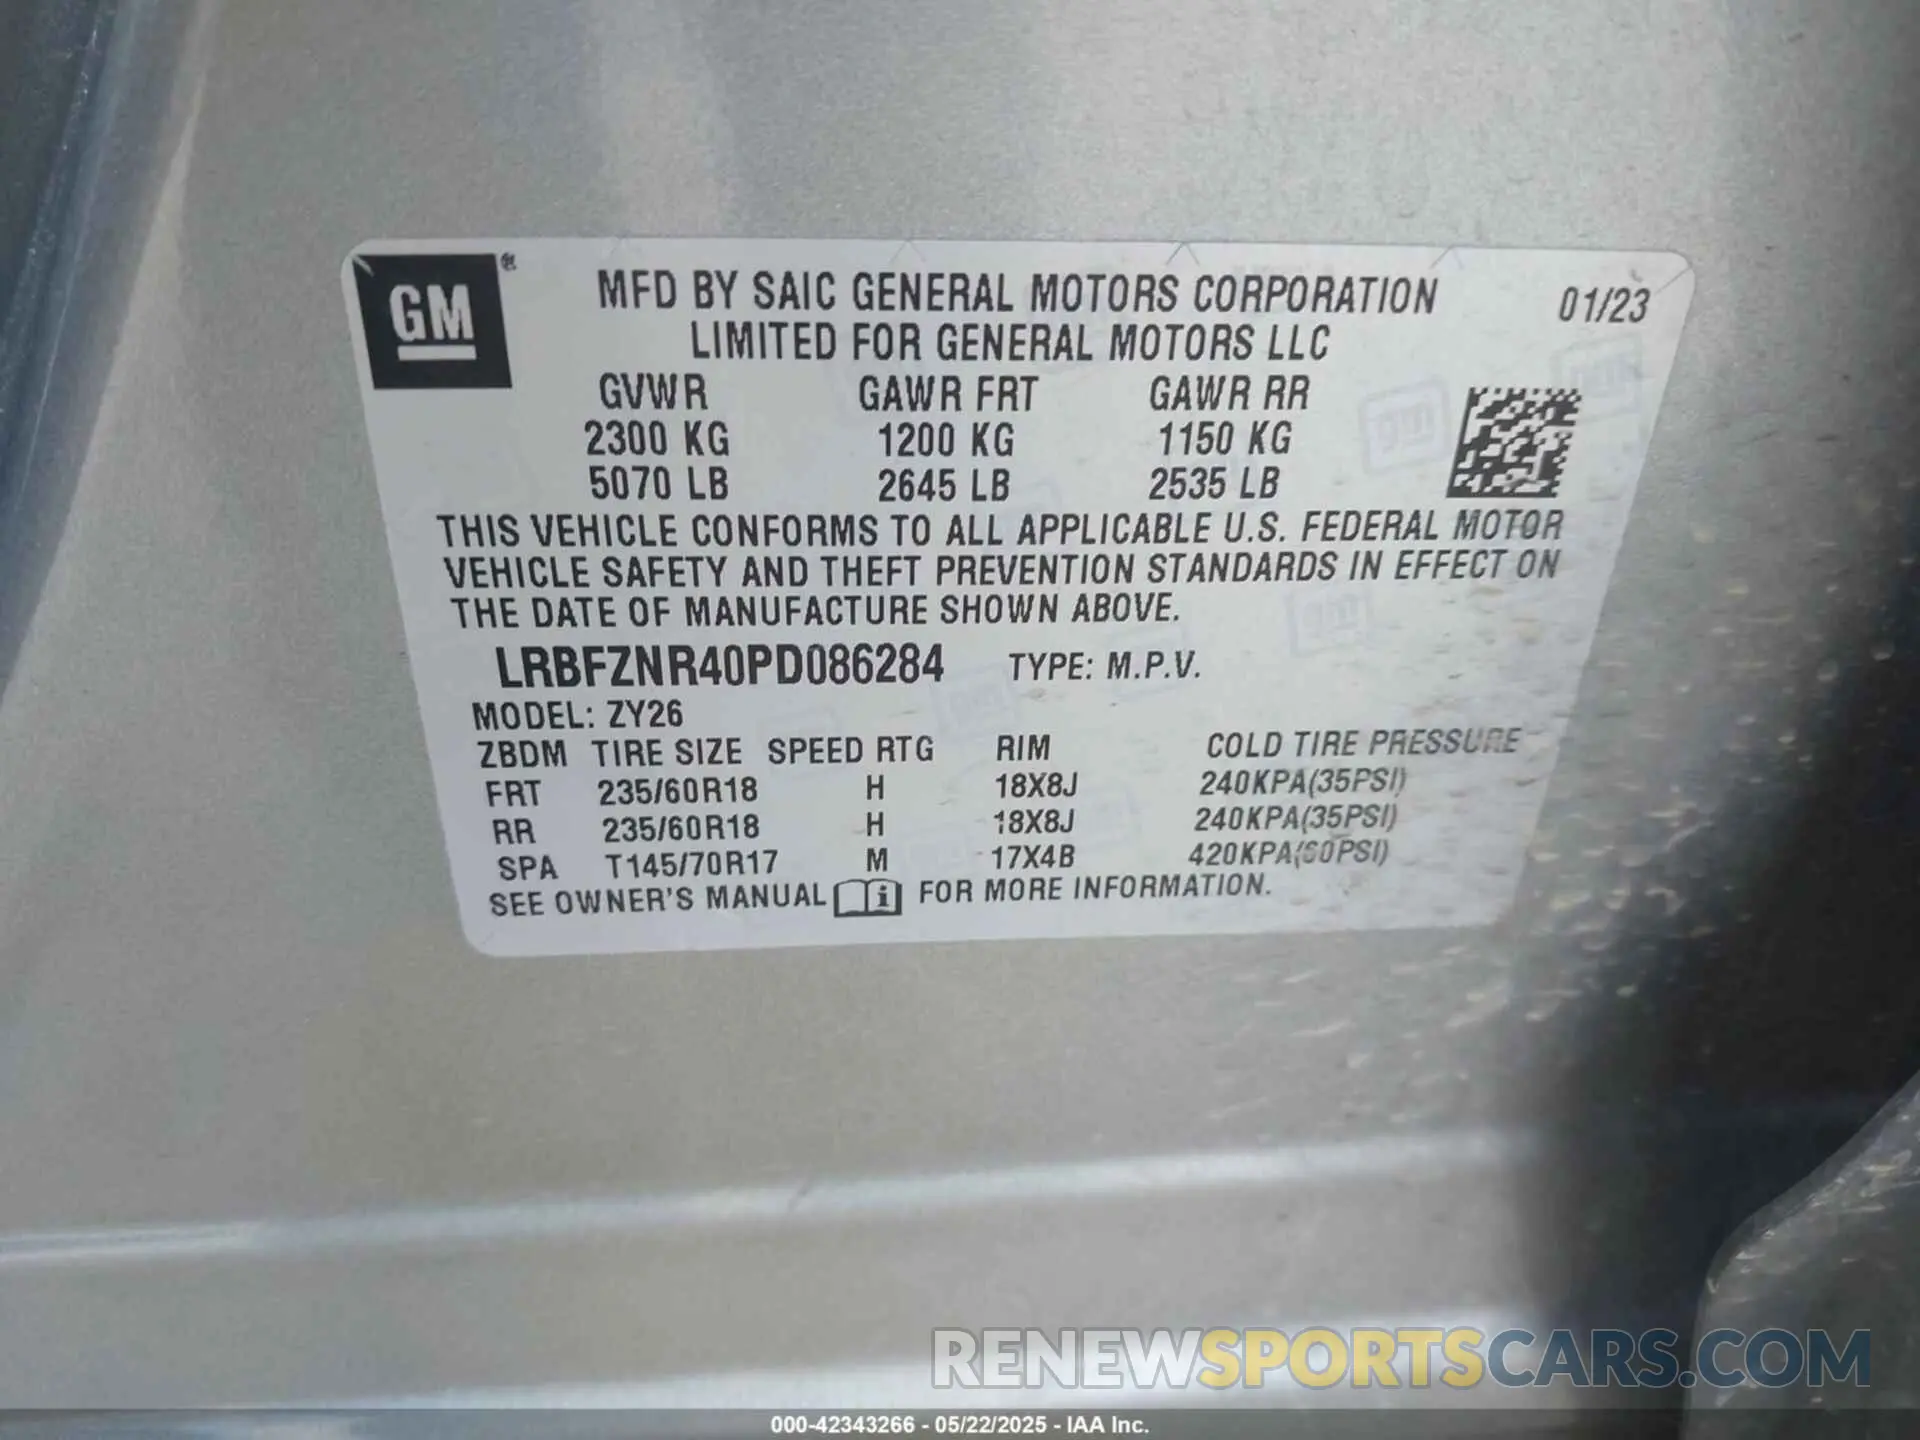 GM ®
MFD BY SAIC GENERAL MOTORS CORPORATION 01/23
LIMITED FOR GENERAL MOTORS LLC
GVWR GAWR FRT GAWR RR
2300 KG 1200 KG 1150 KG
5070 LB 2645 LB 2535 LB
THIS VEHICLE CONFORMS TO ALL APPLICABLE U.S. FEDERAL MOTOR
VEHICLE SAFETY AND THEFT PREVENTION STANDARDS IN EFFECT ON
THE DATE OF MANUFACTURE SHOWN ABOVE.
LRBFZNR40PD086284 TYPE: M.P.V.
MODEL: ZY26
ZBDM TIRE SIZE SPEED RTG RIM COLD TIRE PRESSURE
FRT 235/60R18 H 18X8J 240KPA(35PSI)
RR 235/60R18 H 18X8J 240KPA(35PSI)
SPA T145/70R17 M 17X4B 420KPA(60PSI)
SEE OWNER'S MANUAL i FOR MORE INFORMATION.
RENEWSPORTSCARS.COM
000-42343266 - 05/22/2025 - IAA Inc.